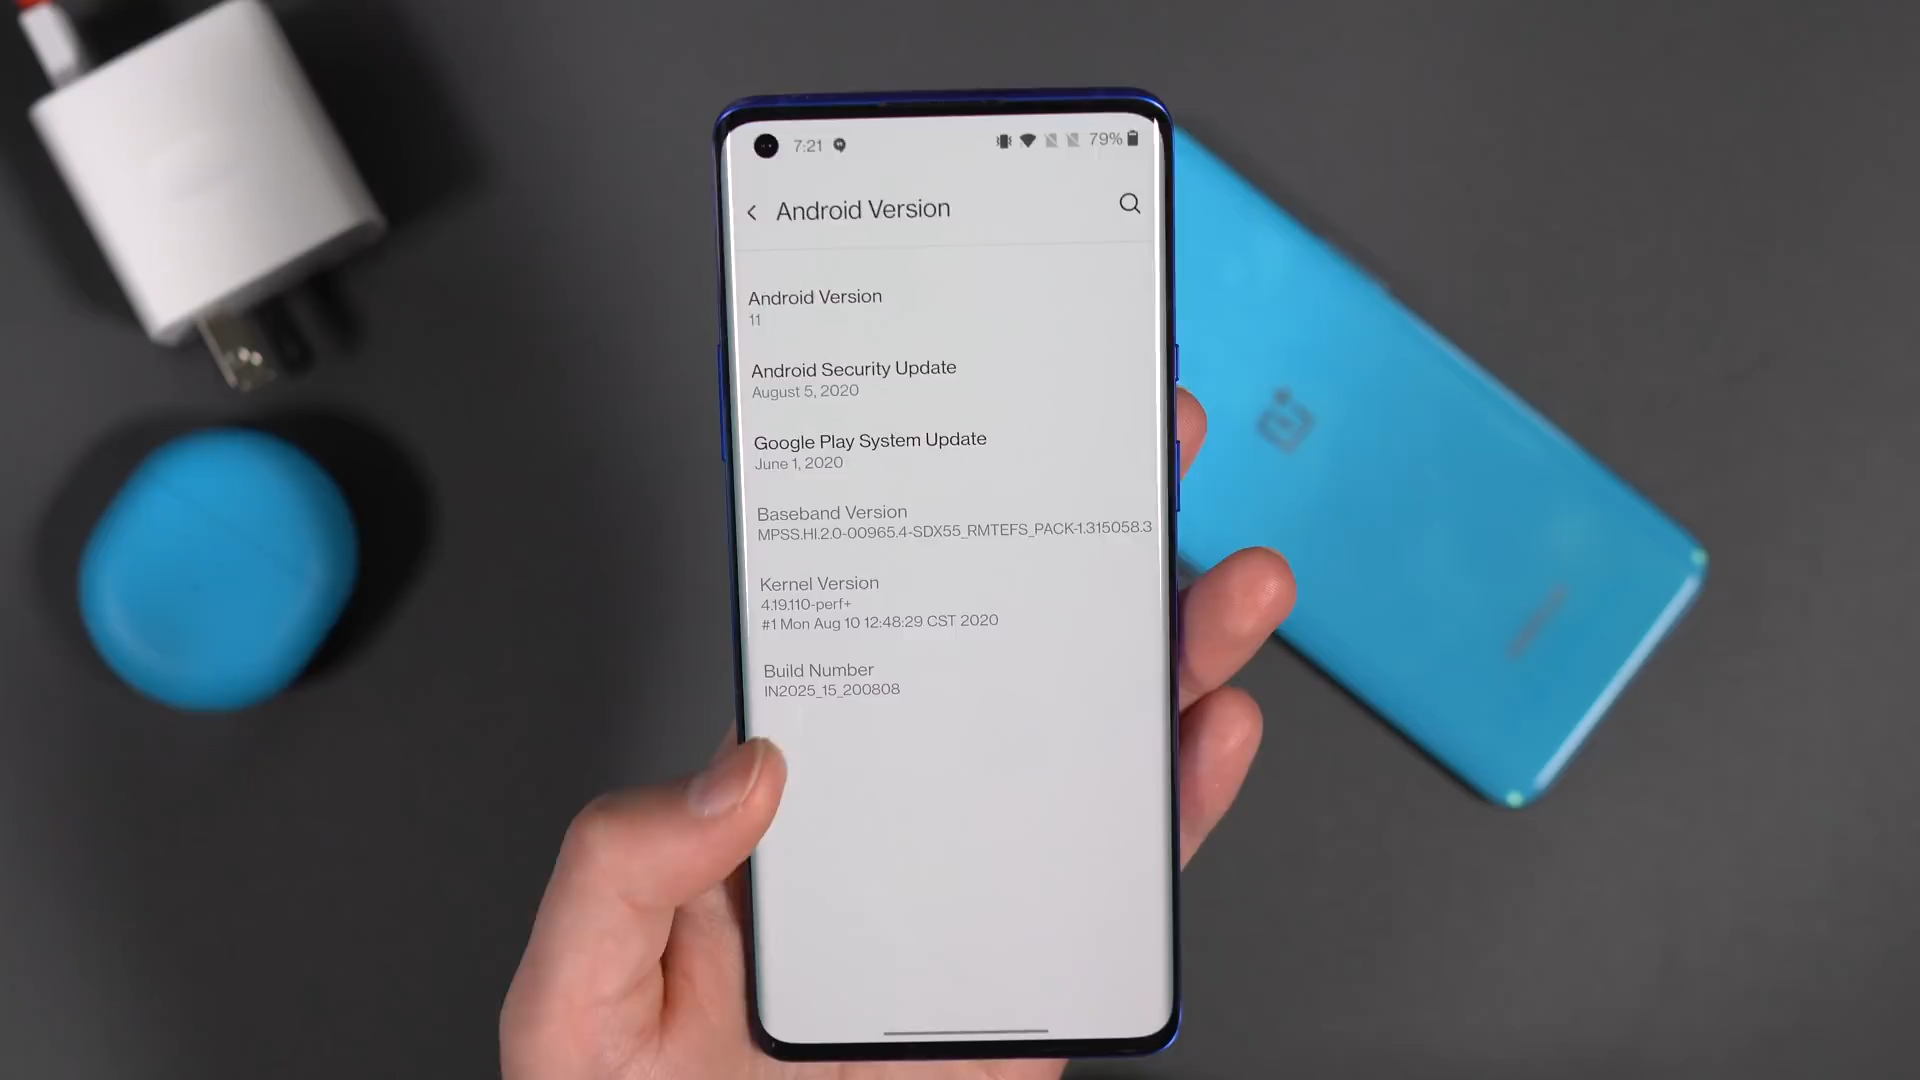 7:21 79%
Android Version
Android Version
11
Android Security Update
August 5, 2020
Google Play System Update
June 1, 2020
Baseband Version
MPSS.HI.2.0-00965.4-SDX55_RMTEFS_PACK-1.315058.3
Kernel Version
4.19.110-perf+
#1 Mon Aug 10 12:48:29 CST 2020
Build Number
IN2025_15_200808